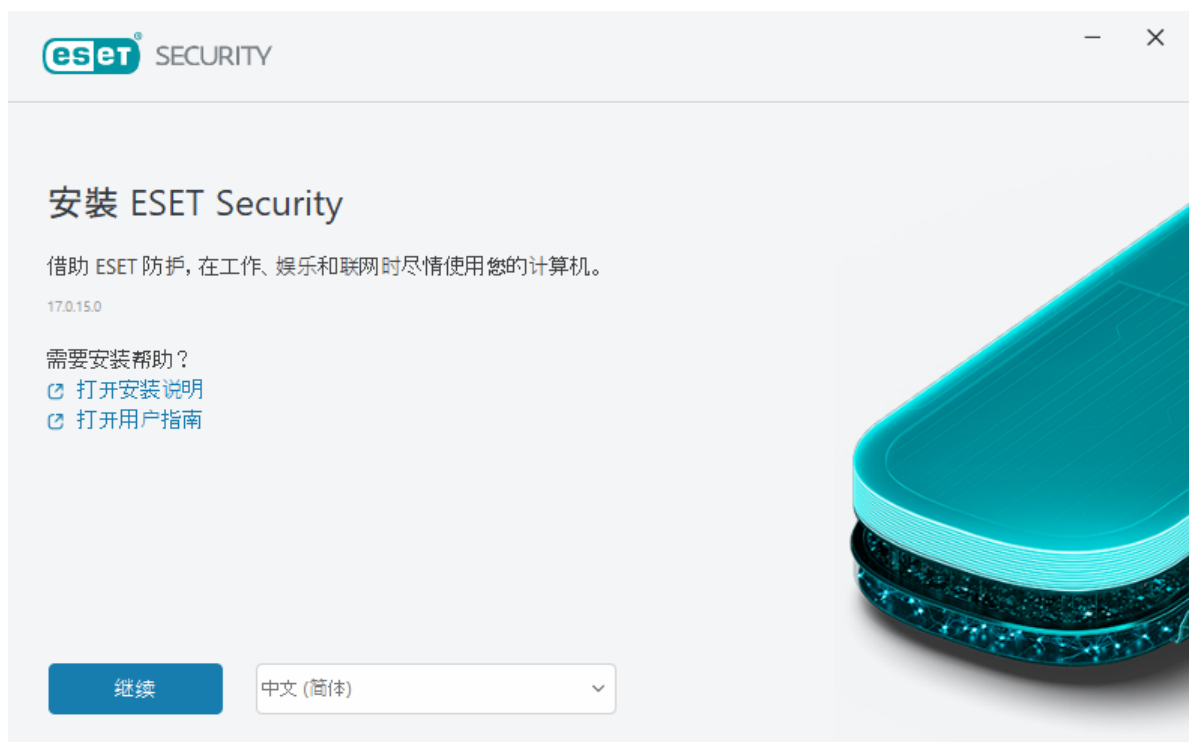 eset® SECURITY
安裝 ESET Security
借助 ESET 防护，在工作、娱乐和联网时尽情使用您的计算机。
17.0.15.0
需要安装帮助？
打开安装说明
打开用户指南
继续
中文 (简体)